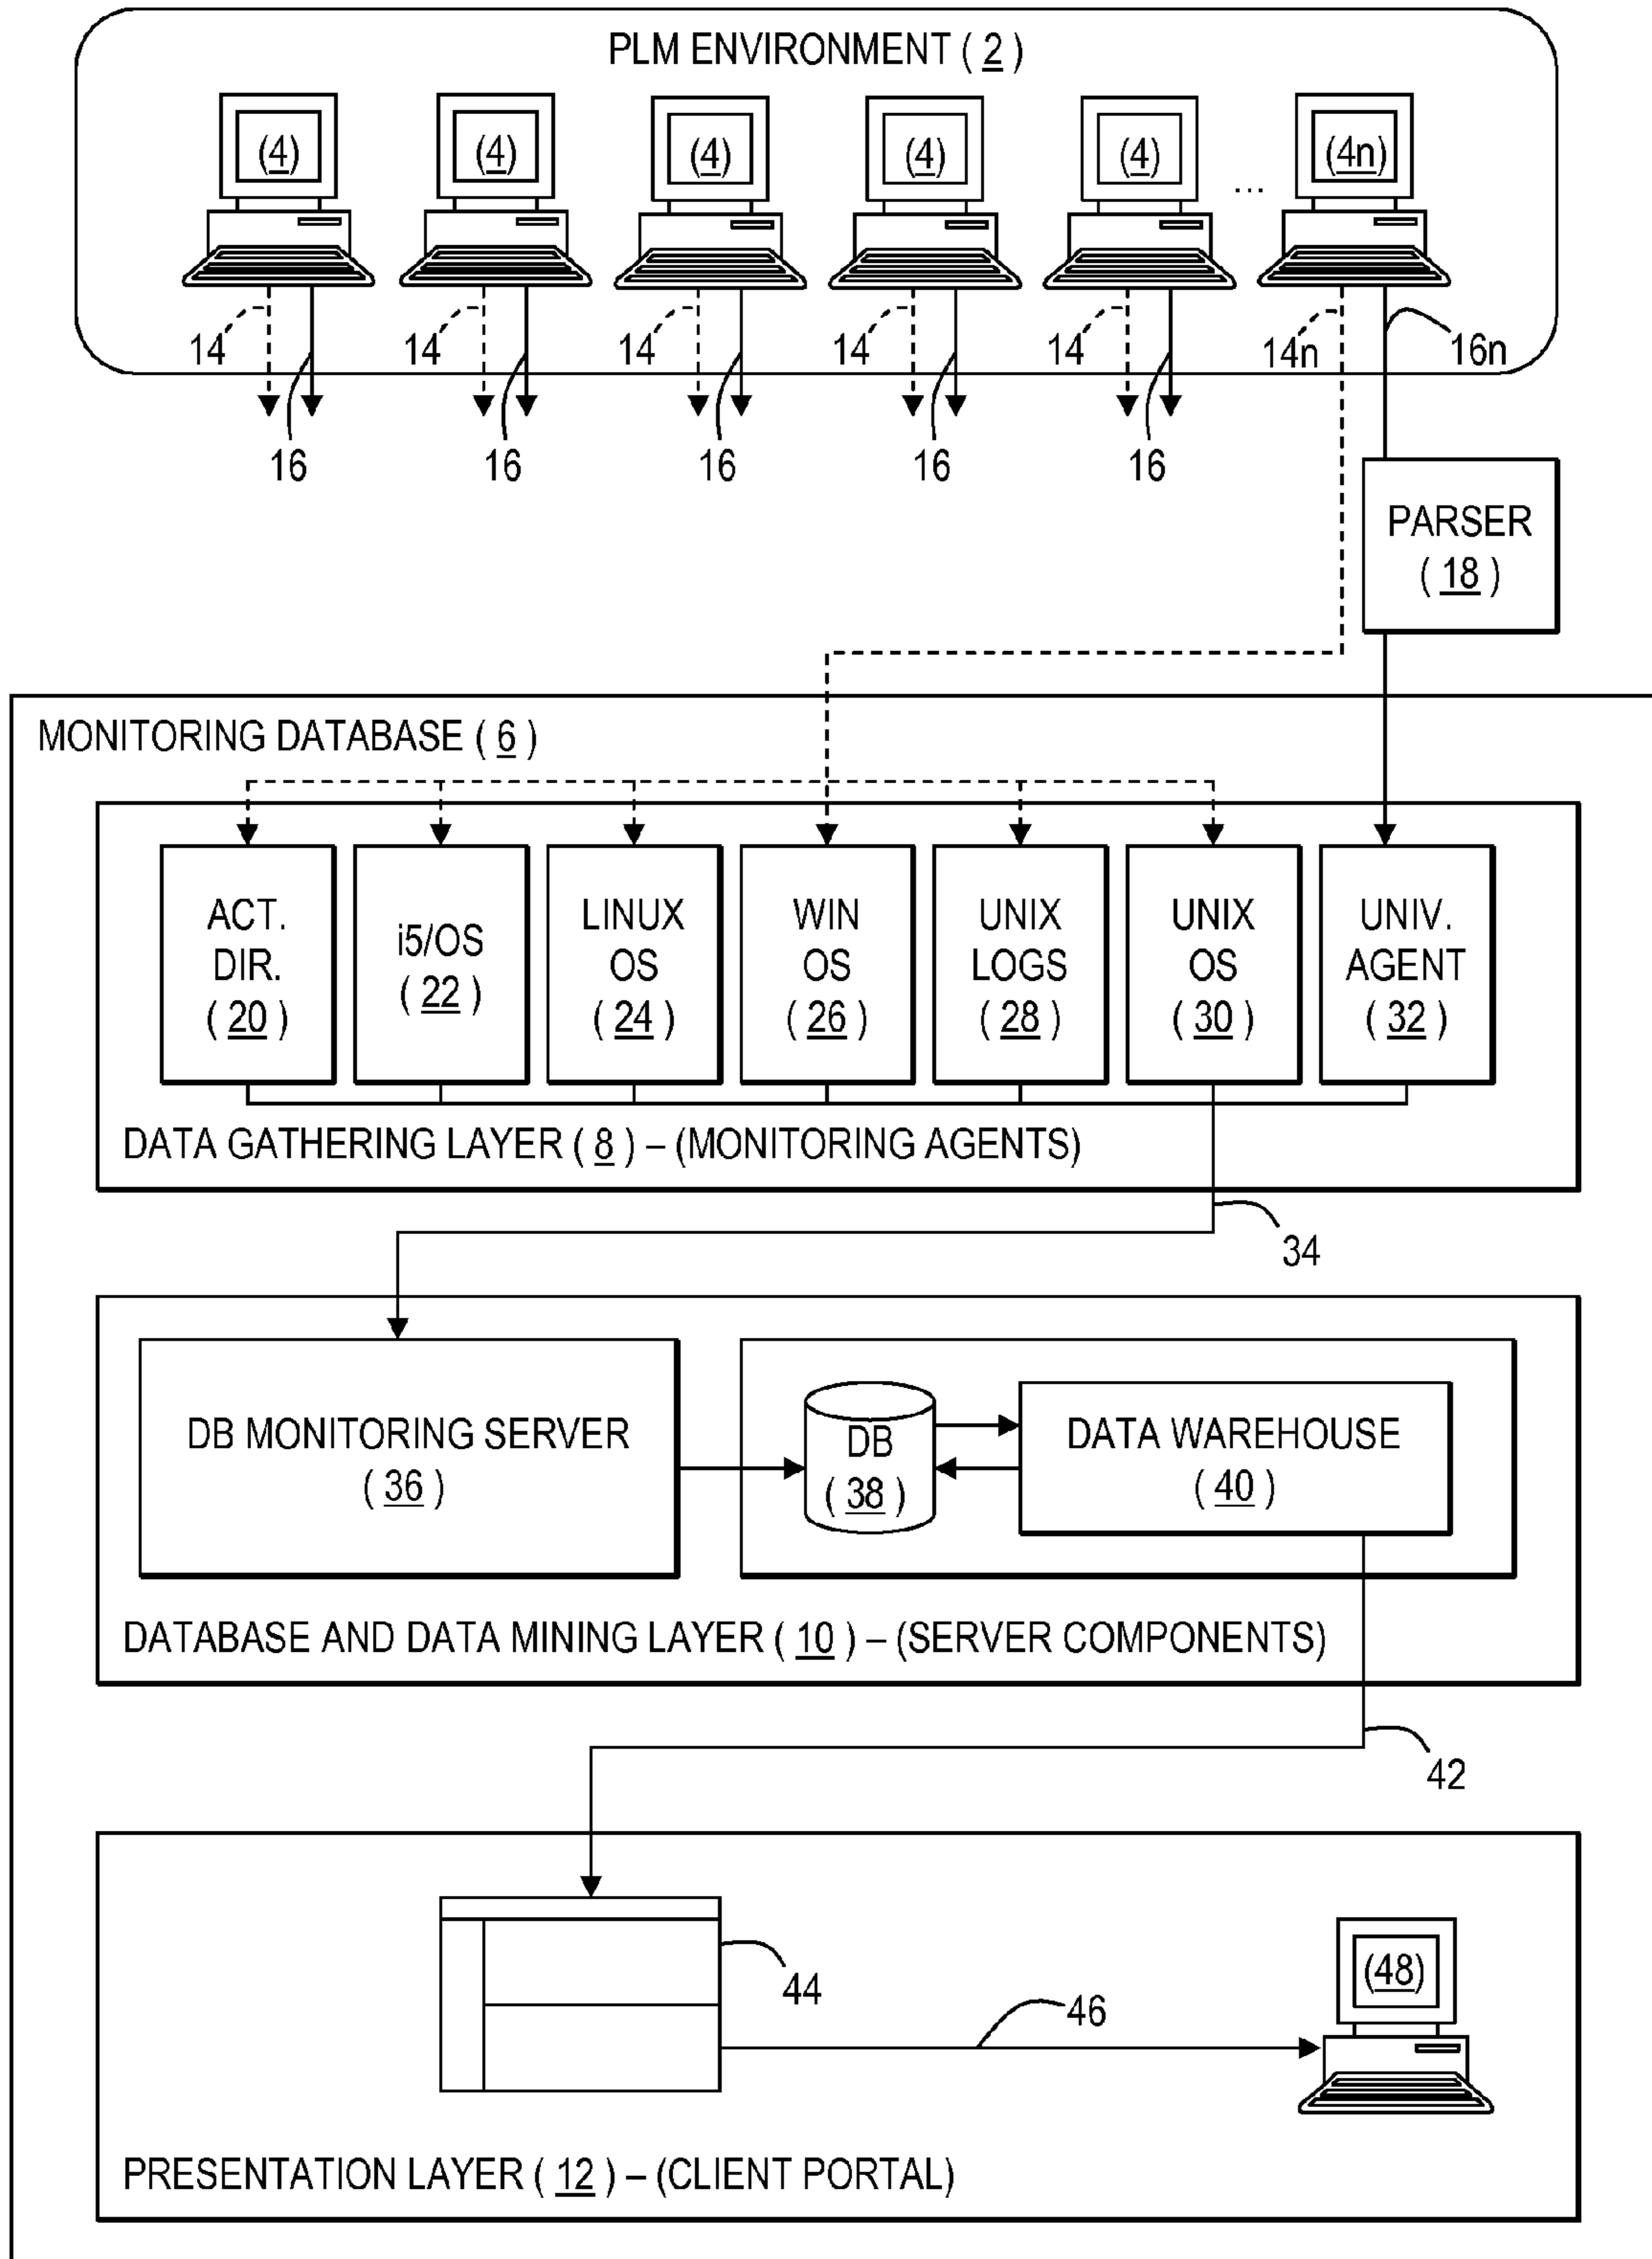 PLM ENVIRONMENT ( 2 )
(4) (4) (4) (4) (4) ... (4n)
14 14 14 14 14 14n 16n
16 16 16 16 16
PARSER
( 18 )
MONITORING DATABASE ( 6 )
ACT.
DIR.
( 20 )
i5/OS
( 22 )
LINUX
OS
( 24 )
WIN
OS
( 26 )
UNIX
LOGS
( 28 )
UNIX
OS
( 30 )
UNIV.
AGENT
( 32 )
DATA GATHERING LAYER ( 8 ) – (MONITORING AGENTS)
34
DB MONITORING SERVER
( 36 )
DB
( 38 )
DATA WAREHOUSE
( 40 )
DATABASE AND DATA MINING LAYER ( 10 ) – (SERVER COMPONENTS)
42
44
46
(48)
PRESENTATION LAYER ( 12 ) – (CLIENT PORTAL)